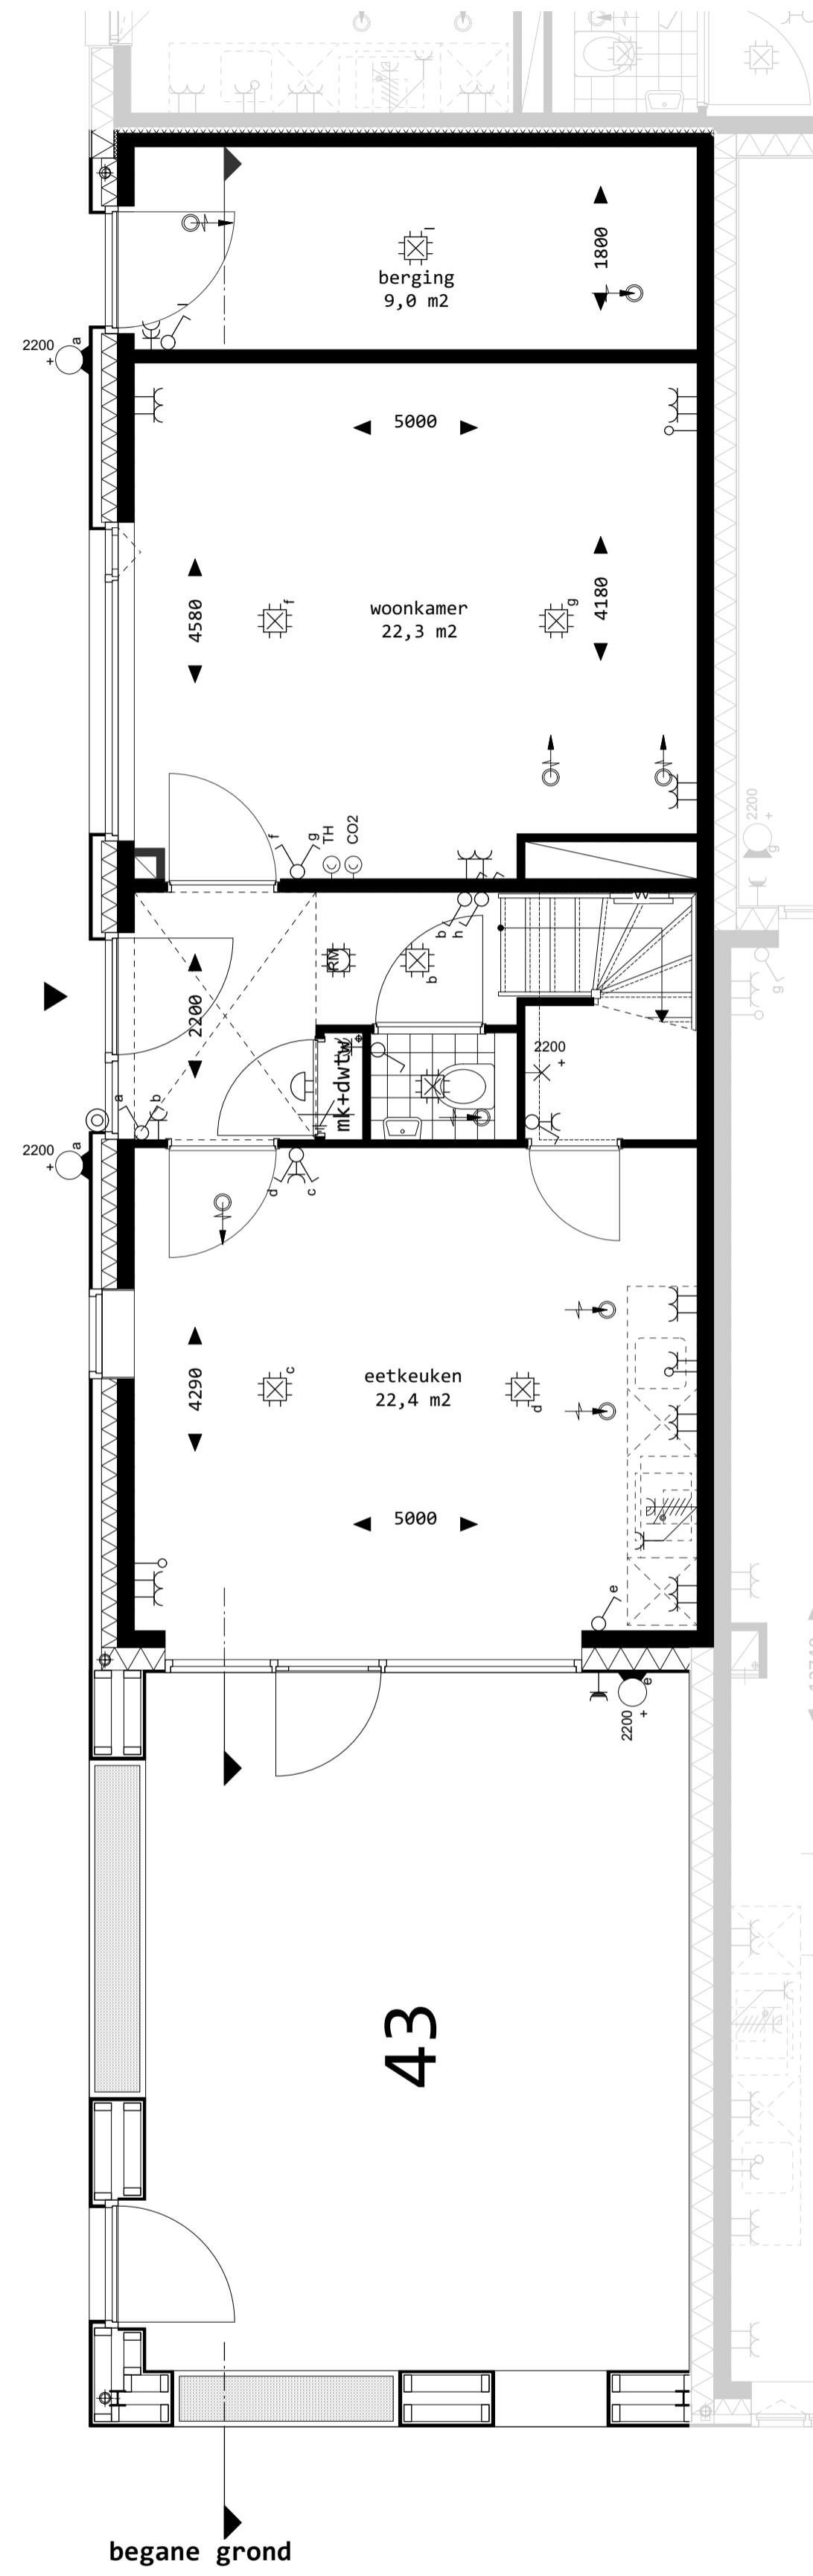 l
berging
9,0 m2
1800
l
2200
+
a
5000
f
g
4580
woonkamer
22,3 m2
4180
2200
+
g
f
g
TH
CO2
W
b
h
RM
b
2200
g
a
b
mk+dwtw
2200
+
2200
+
a
d
c
c
eetkeuken
22,4 m2
4290
d
5000
e
e
2200
+
43
begane grond